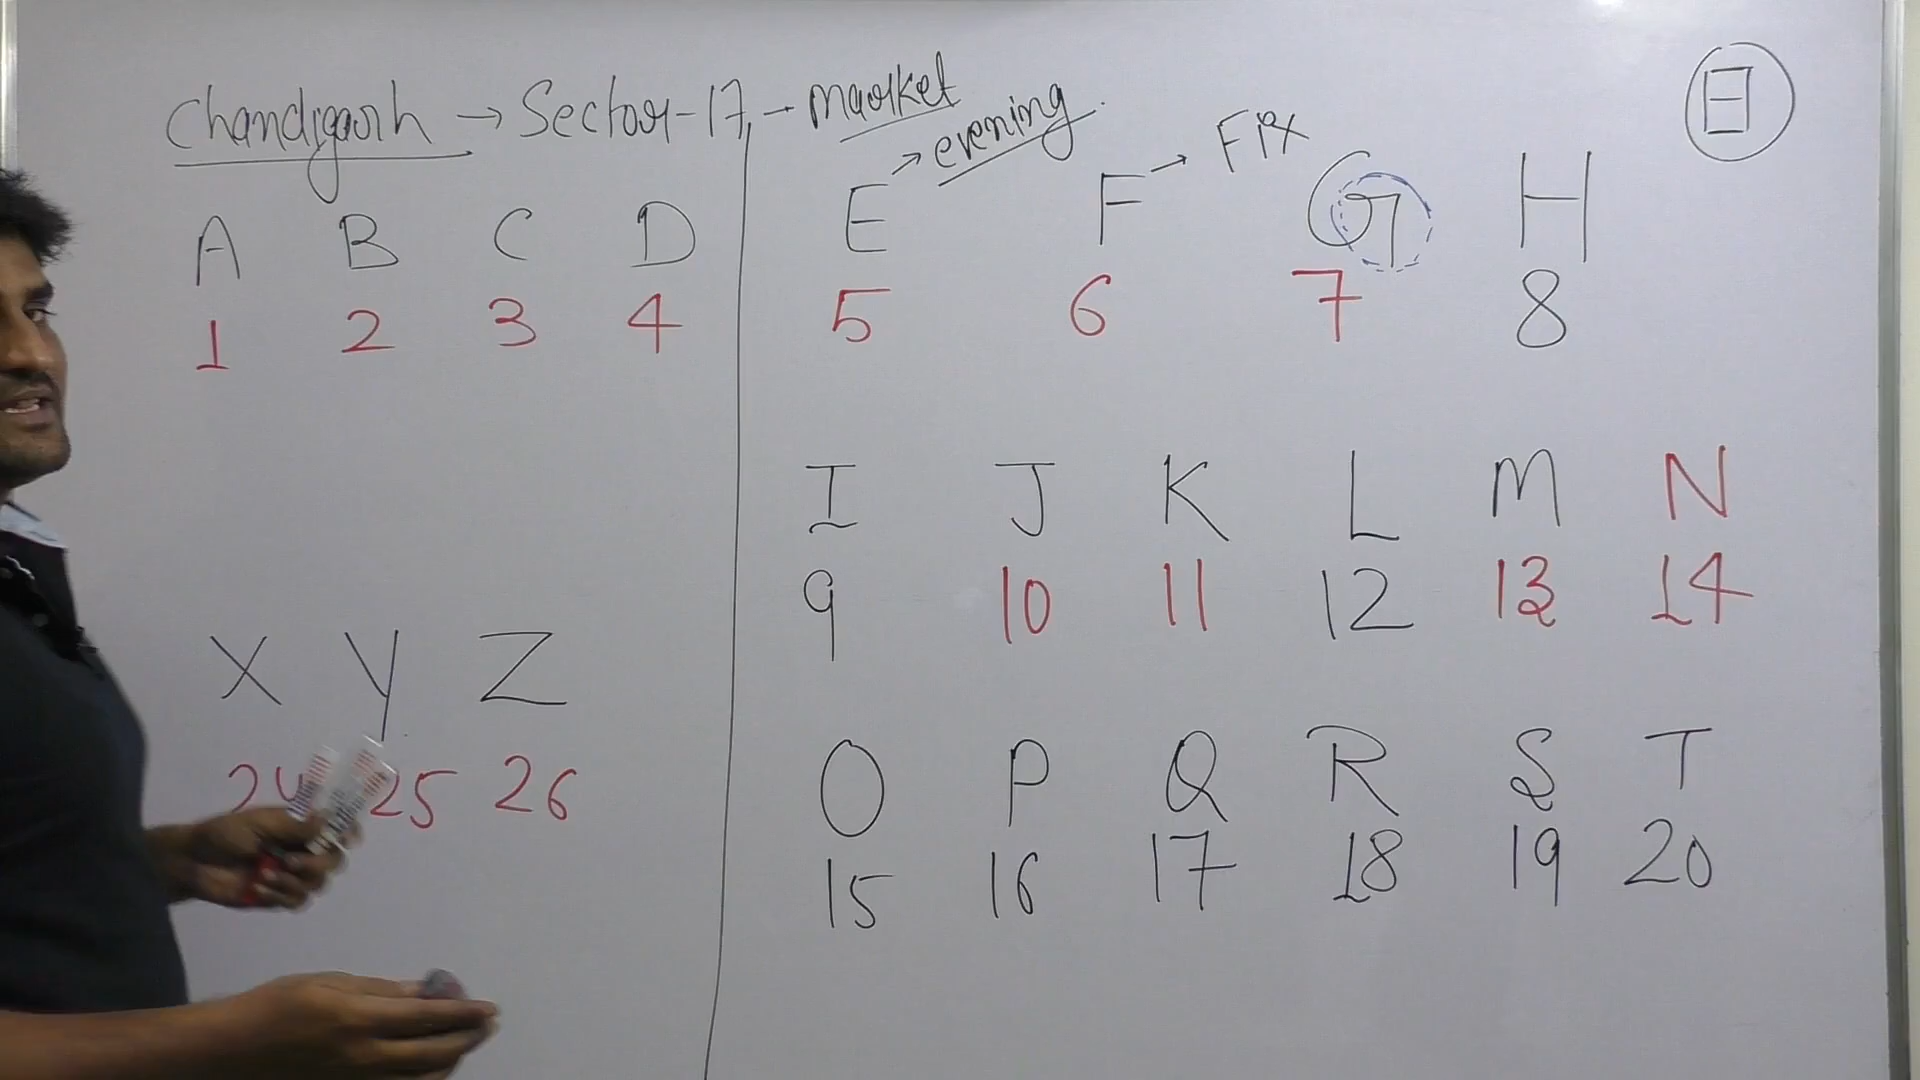 Chandigarh → Sector-17 - market
→ evening
→ Fix
A B C D
1 2 3 4
E F G H
5 6 7 8
I J K L M N
9 10 11 12 13 14
X Y Z
24 25 26
O P Q R S T
15 16 17 18 19 20